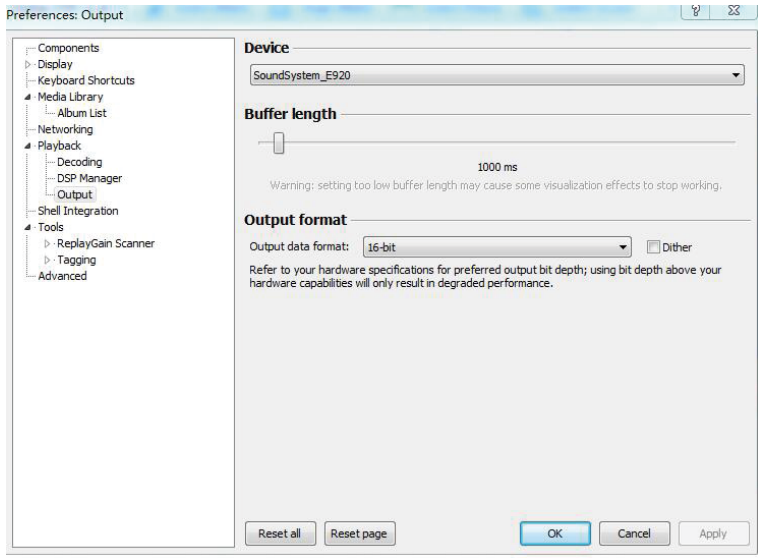 Preferences: Output
Components
Display
Keyboard Shortcuts
Media Library
Album List
Networking
Playback
Decoding
DSP Manager
Output
Shell Integration
Tools
ReplayGain Scanner
Tagging
Advanced
Device
SoundSystem_E920
Buffer length
1000 ms
Warning: setting too low buffer length may cause some visualization effects to stop working.
Output format
Output data format: 16-bit Dither
Refer to your hardware specifications for preferred output bit depth; using bit depth above your
hardware capabilities will only result in degraded performance.
Reset all Reset page OK Cancel Apply